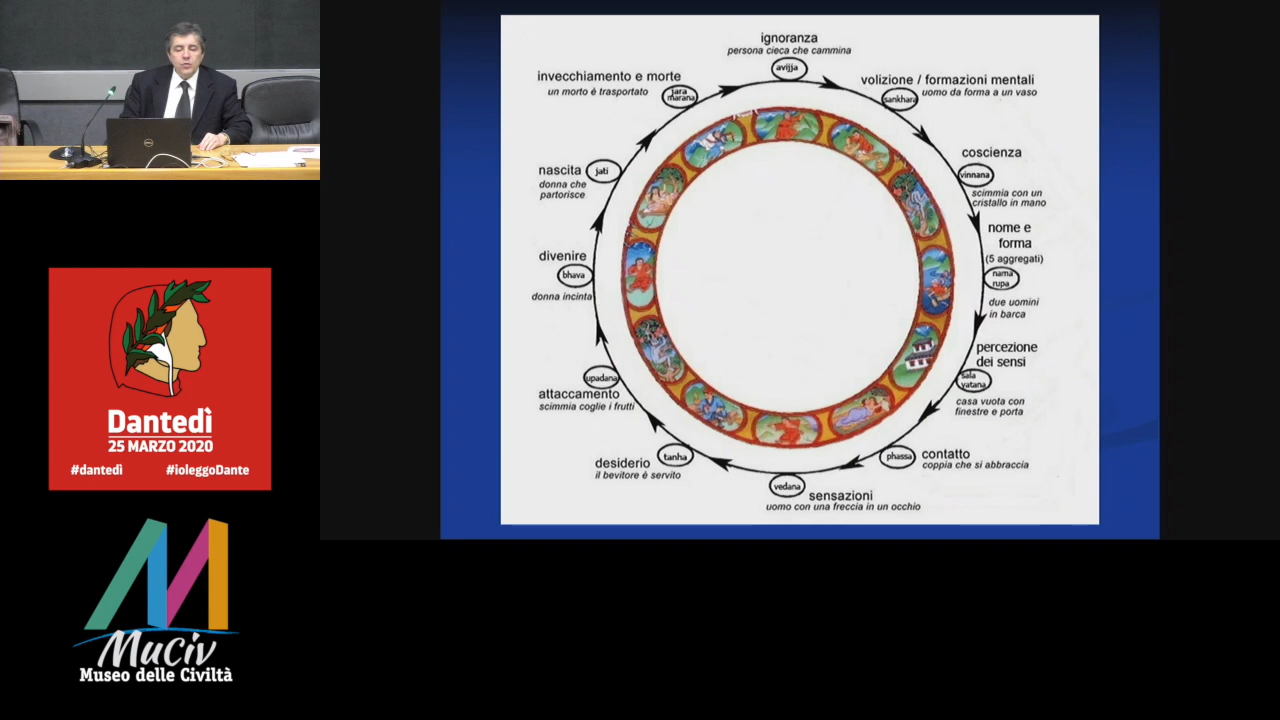 ignoranza
persona cieca che cammina
avijja
invecchiamento e morte
un morto è trasportato
jara
marana
volizione / formazioni mentali
uomo da forma a un vaso
sankhara
coscienza
vinnana
scimmia con un
cristallo in mano
nascita
jati
donna che
partorisce
nome e
forma
(5 aggregati)
nama
rupa
due uomini
in barca
divenire
bhava
donna incinta
percezione
dei sensi
sala
yatana
casa vuota con
finestre e porta
upadana
attaccamento
scimmia coglie i frutti
contatto
phassa
coppia che si abbraccia
desiderio
tanha
il bevitore è servito
vedana
sensazioni
uomo con una freccia in un occhio
Dantedì
25 MARZO 2020
#dantedì #ioleggoDante
MuCiv
Museo delle Civiltà
DELL